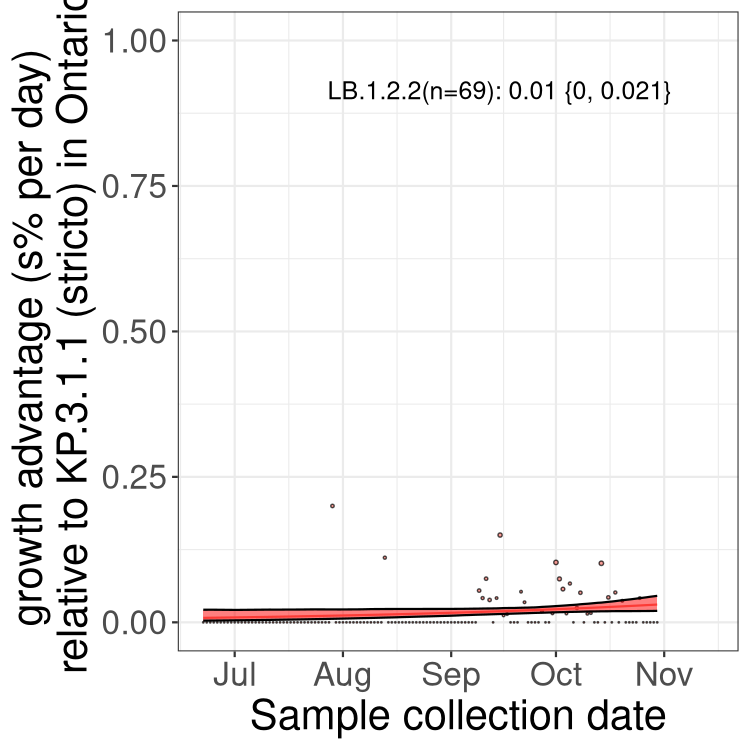 growth advantage (s% per day)
relative to KP.3.1.1 (stricto) in Ontario
1.00
0.75
0.50
0.25
0.00
LB.1.2.2(n=69): 0.01 {0, 0.021}
Jul Aug Sep Oct Nov
Sample collection date